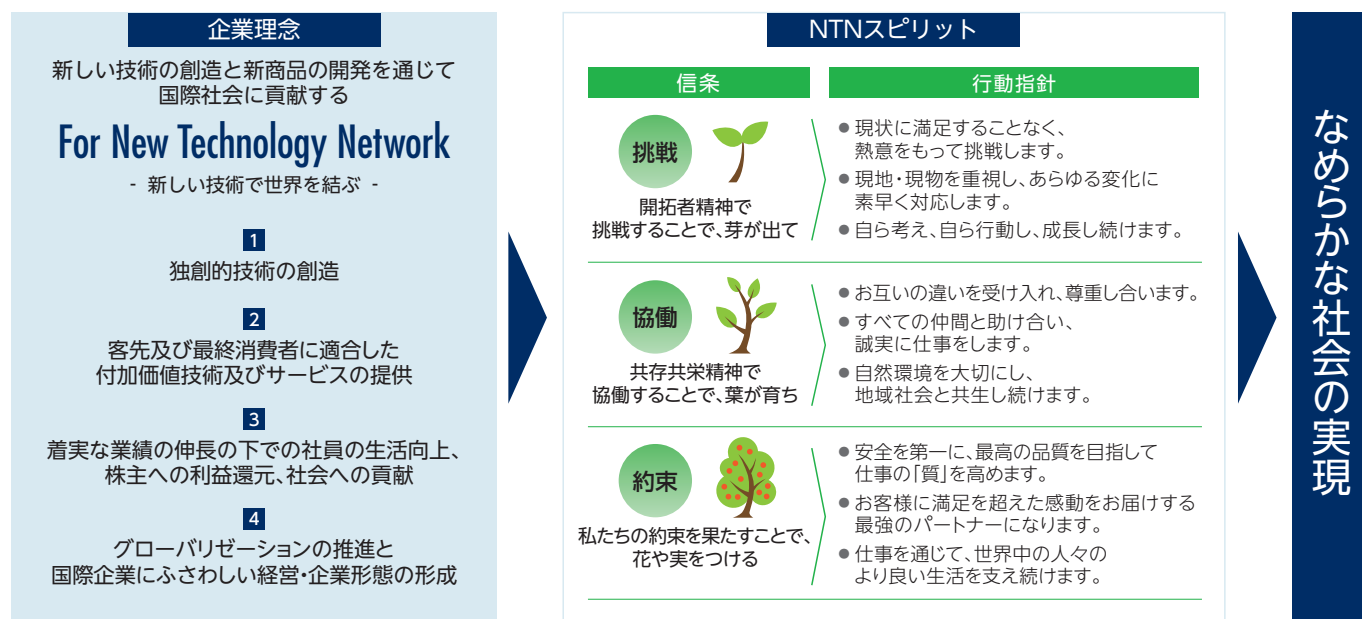 企業理念
新しい技術の創造と新商品の開発を通じて
国際社会に貢献する
For New Technology Network
- 新しい技術で世界を結ぶ -
1
独創的技術の創造
2
客先及び最終消費者に適合した
付加価値技術及びサービスの提供
3
着実な業績の伸長の下での社員の生活向上、
株主への利益還元、社会への貢献
4
グローバリゼーションの推進と
国際企業にふさわしい経営・企業形態の形成
NTNスピリット
信条
行動指針
挑戦
開拓者精神で
挑戦することで、芽が出て
●現状に満足することなく、
熱意をもって挑戦します。
●現地・現物を重視し、あらゆる変化に
素早く対応します。
●自ら考え、自ら行動し、成長し続けます。
協働
共存共栄精神で
協働することで、葉が育ち
●お互いの違いを受け入れ、尊重し合います。
●すべての仲間と助け合い、
誠実に仕事をします。
●自然環境を大切にし、
地域社会と共生し続けます。
約束
私たちの約束を果たすことで、
花や実をつける
●安全を第一に、最高の品質を目指して
仕事の「質」を高めます。
●お客様に満足を超えた感動をお届けする
最強のパートナーになります。
●仕事を通じて、世界中の人々の
より良い生活を支え続けます。
なめらかな社会の実現